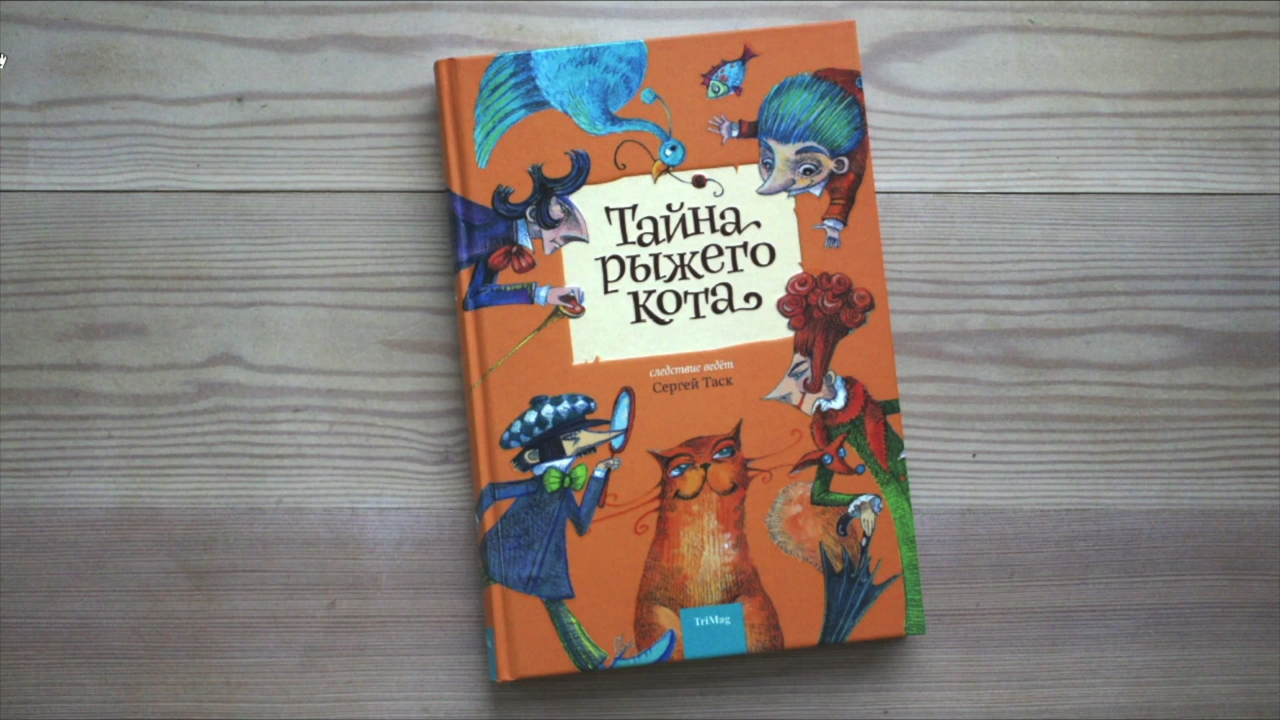 Тайна
рыжего
кота
следствие ведёт
Сергей Таск
TriMag